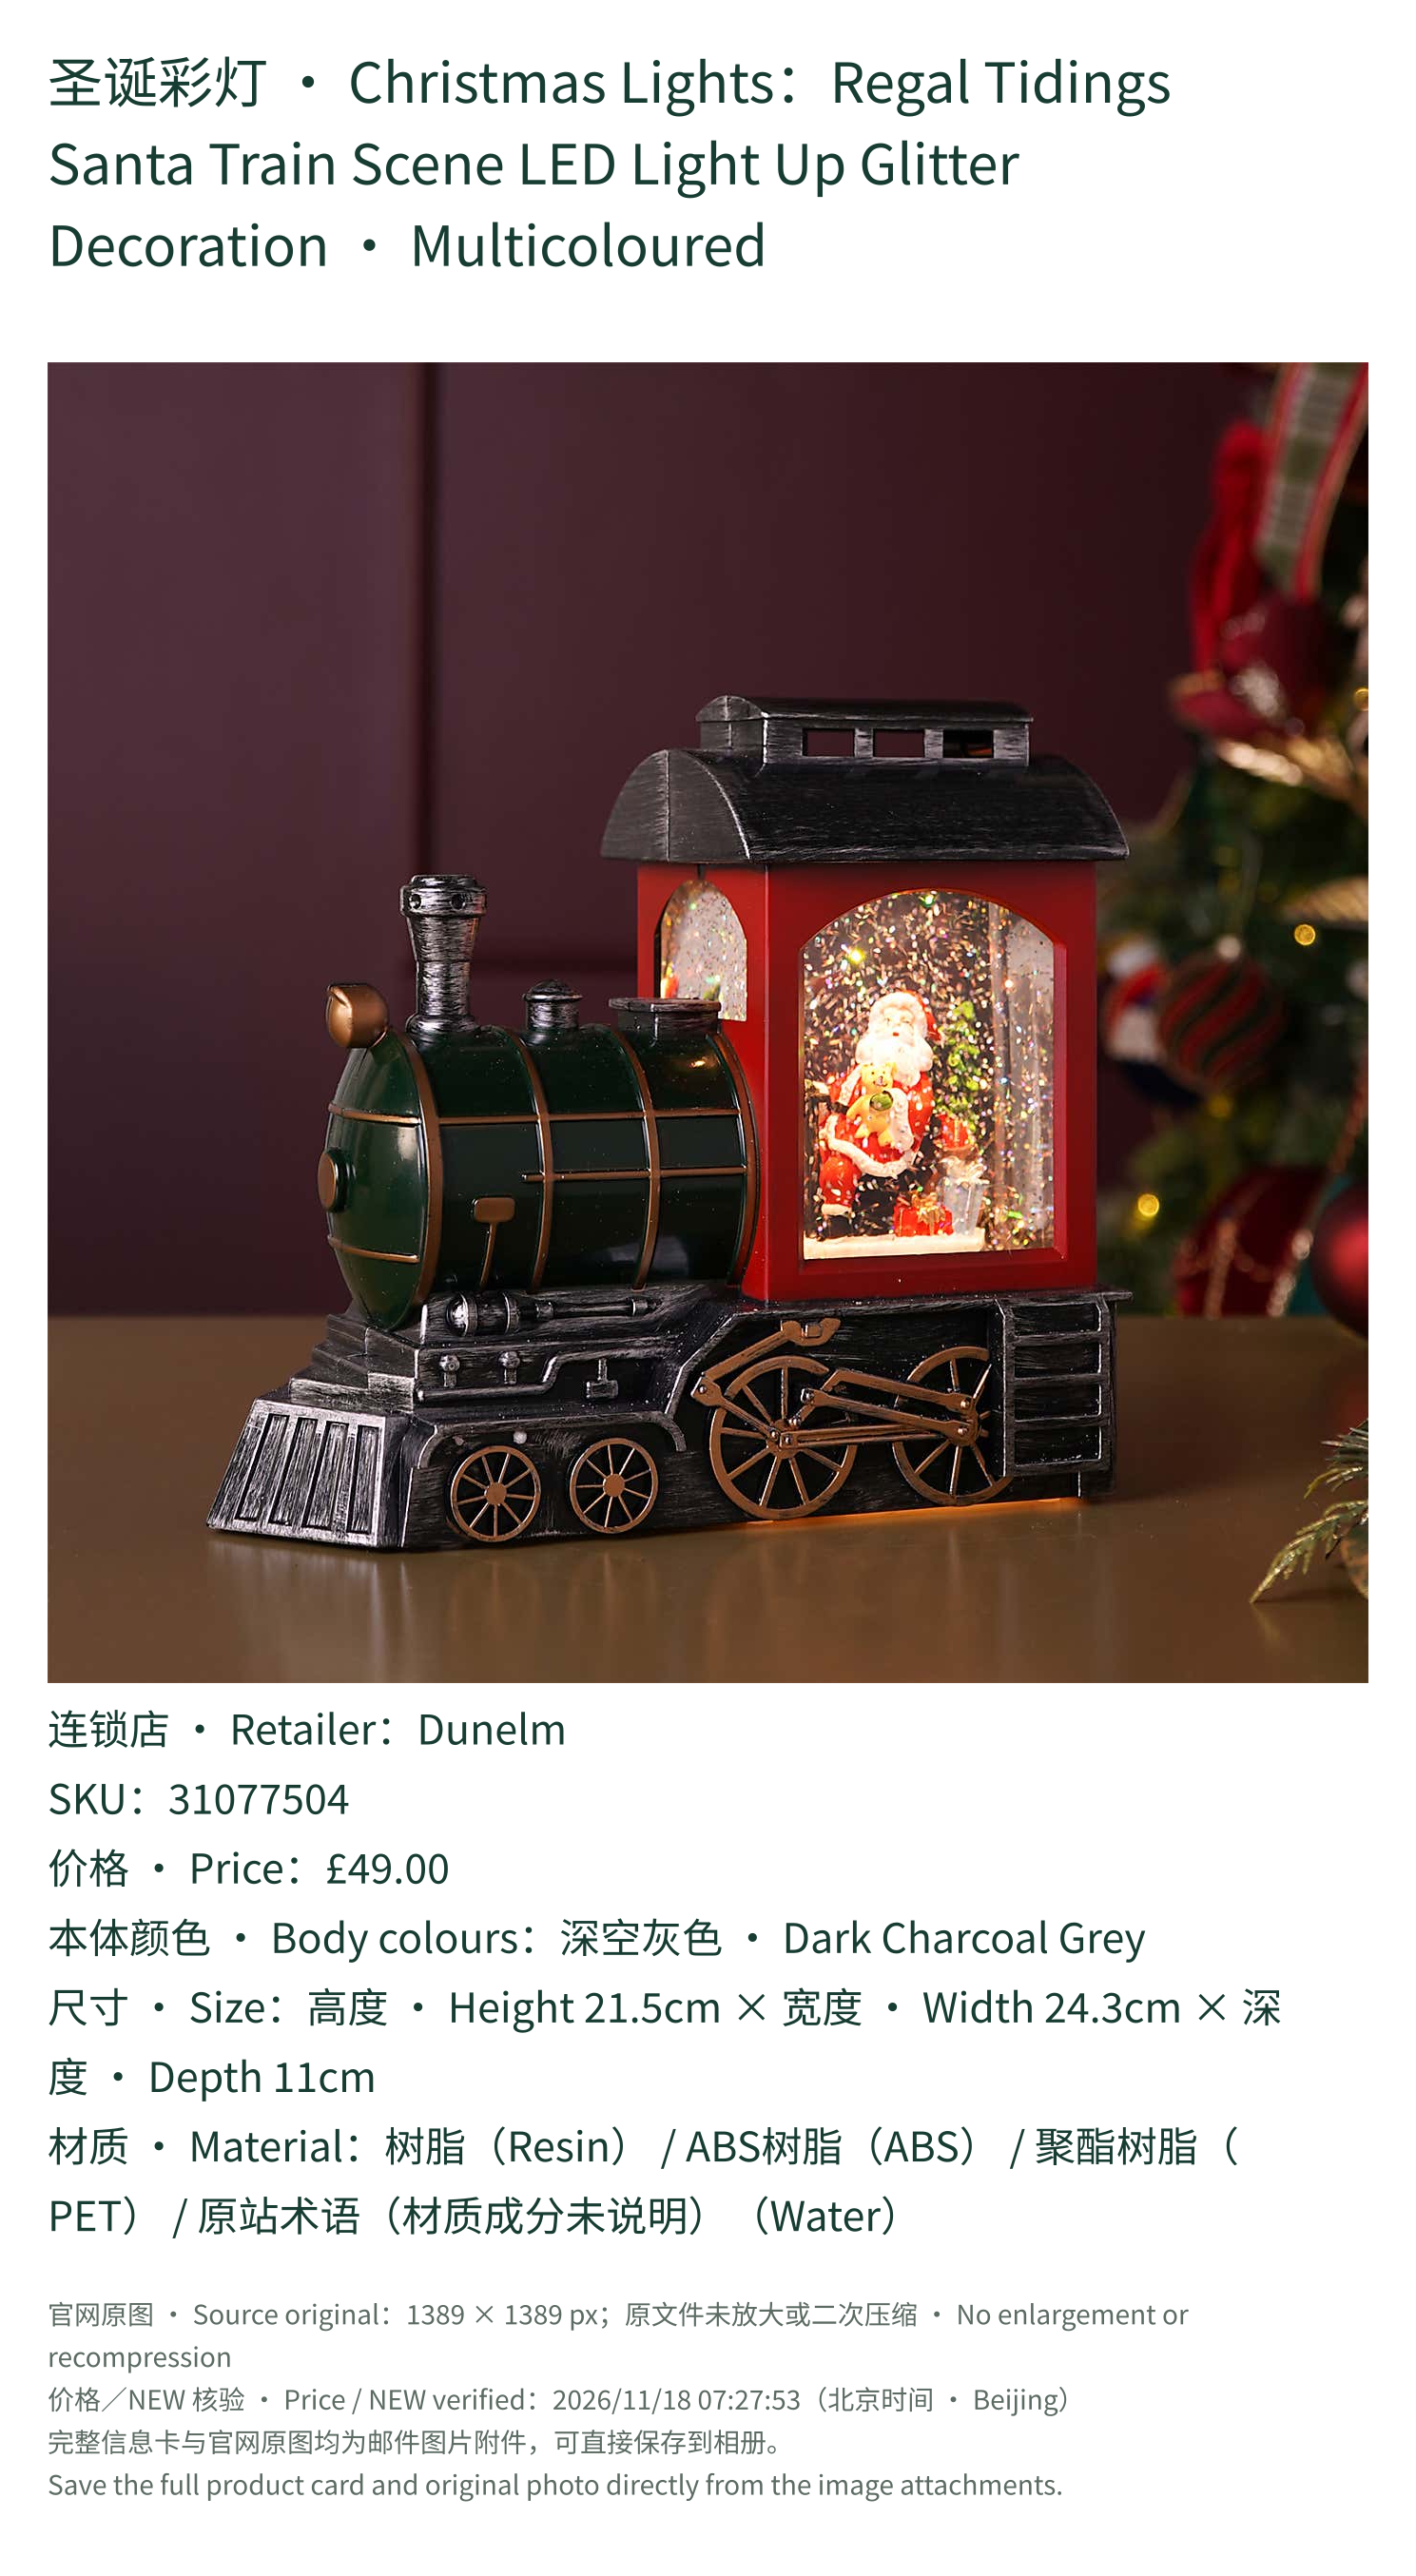 圣诞彩灯 · Christmas Lights：Regal Tidings
Santa Train Scene LED Light Up Glitter
Decoration · Multicoloured
连锁店 · Retailer：Dunelm
SKU：31077504
价格 · Price：£49.00
本体颜色 · Body colours：深空灰色 · Dark Charcoal Grey
尺寸 · Size：高度 · Height 21.5cm × 宽度 · Width 24.3cm × 深
度 · Depth 11cm
材质 · Material：树脂（Resin） / ABS树脂（ABS） / 聚酯树脂（
PET） / 原站术语（材质成分未说明）（Water）
官网原图 · Source original：1389 × 1389 px；原文件未放大或二次压缩 · No enlargement or
recompression
价格／NEW 核验 · Price / NEW verified：2026/11/18 07:27:53（北京时间 · Beijing）
完整信息卡与官网原图均为邮件图片附件，可直接保存到相册。
Save the full product card and original photo directly from the image attachments.